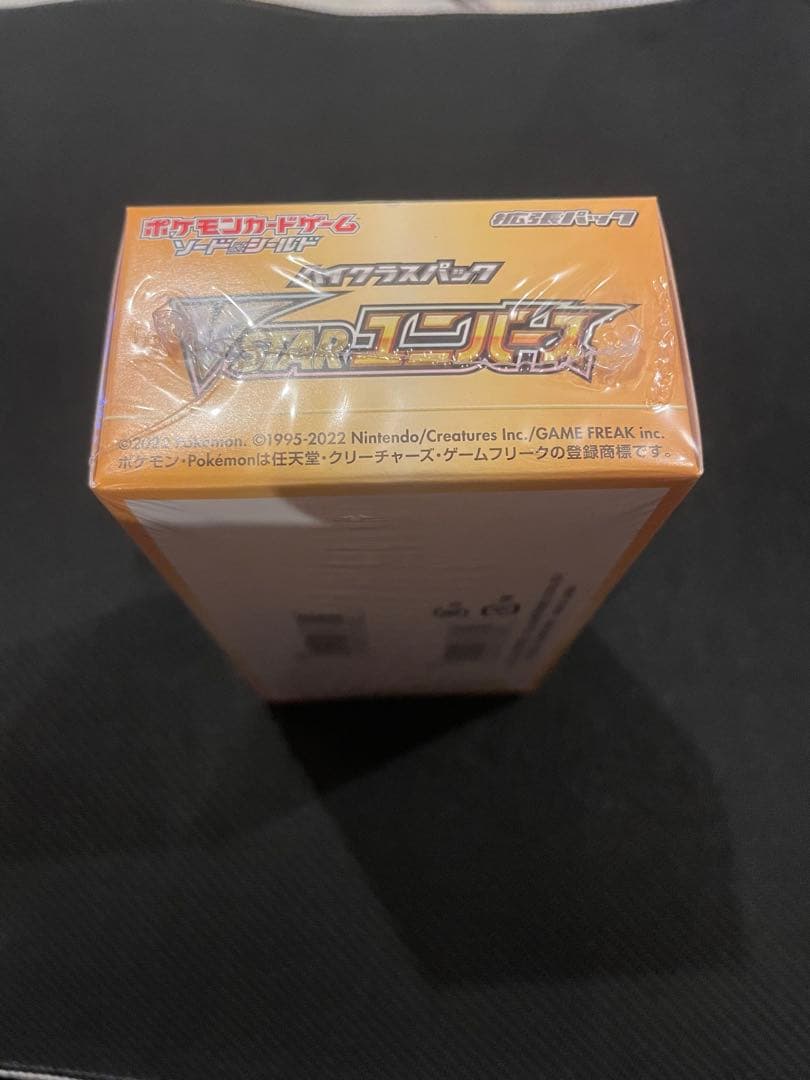 ポケモンカードゲーム
ソード&シールド
拡張パック
ハイクラスパック
VSTARユニバース
©2022 Pokémon. ©1995-2022 Nintendo/Creatures Inc./GAME FREAK inc.
ポケモン・Pokémonは任天堂・クリーチャーズ・ゲームフリークの登録商標です。